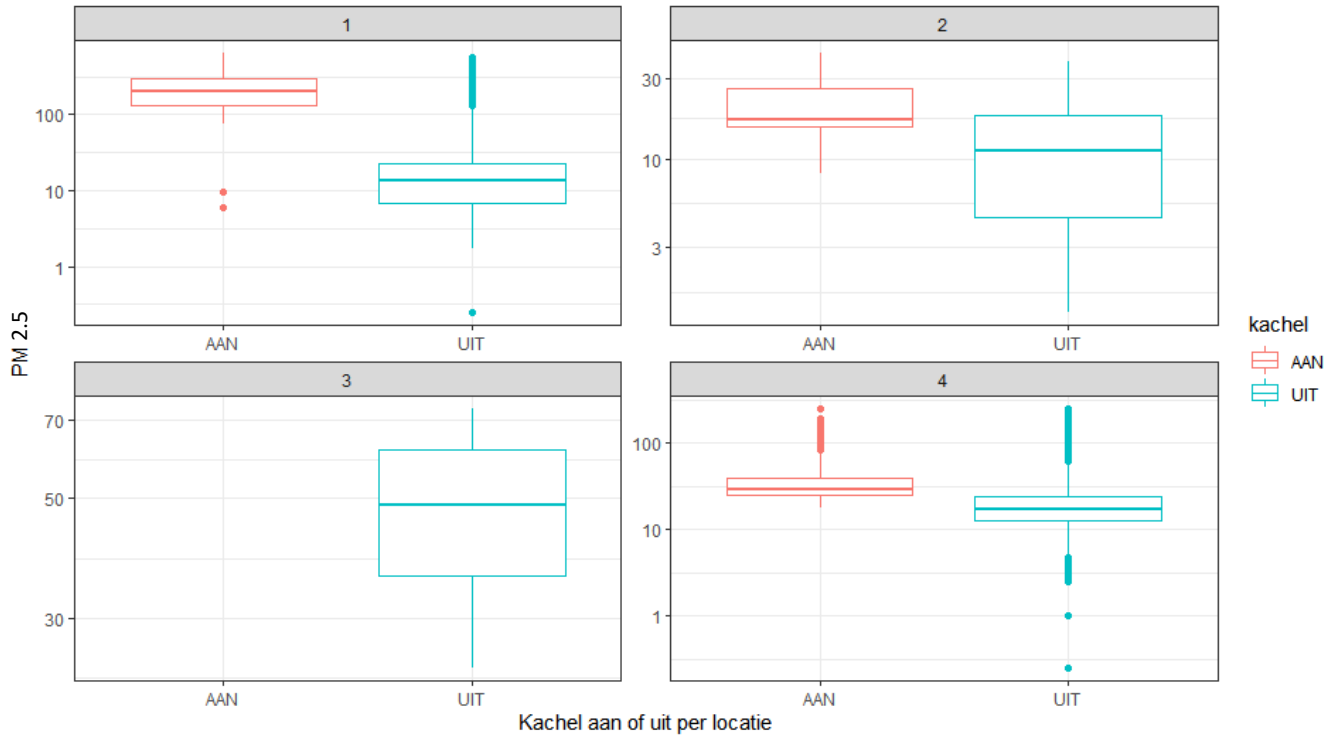 1
2
100
10
1
30
10
3
AAN
UIT
AAN
UIT
PM 2.5
kachel
AAN
UIT
3
4
70
50
30
100
10
1
AAN
UIT
AAN
UIT
Kachel aan of uit per locatie